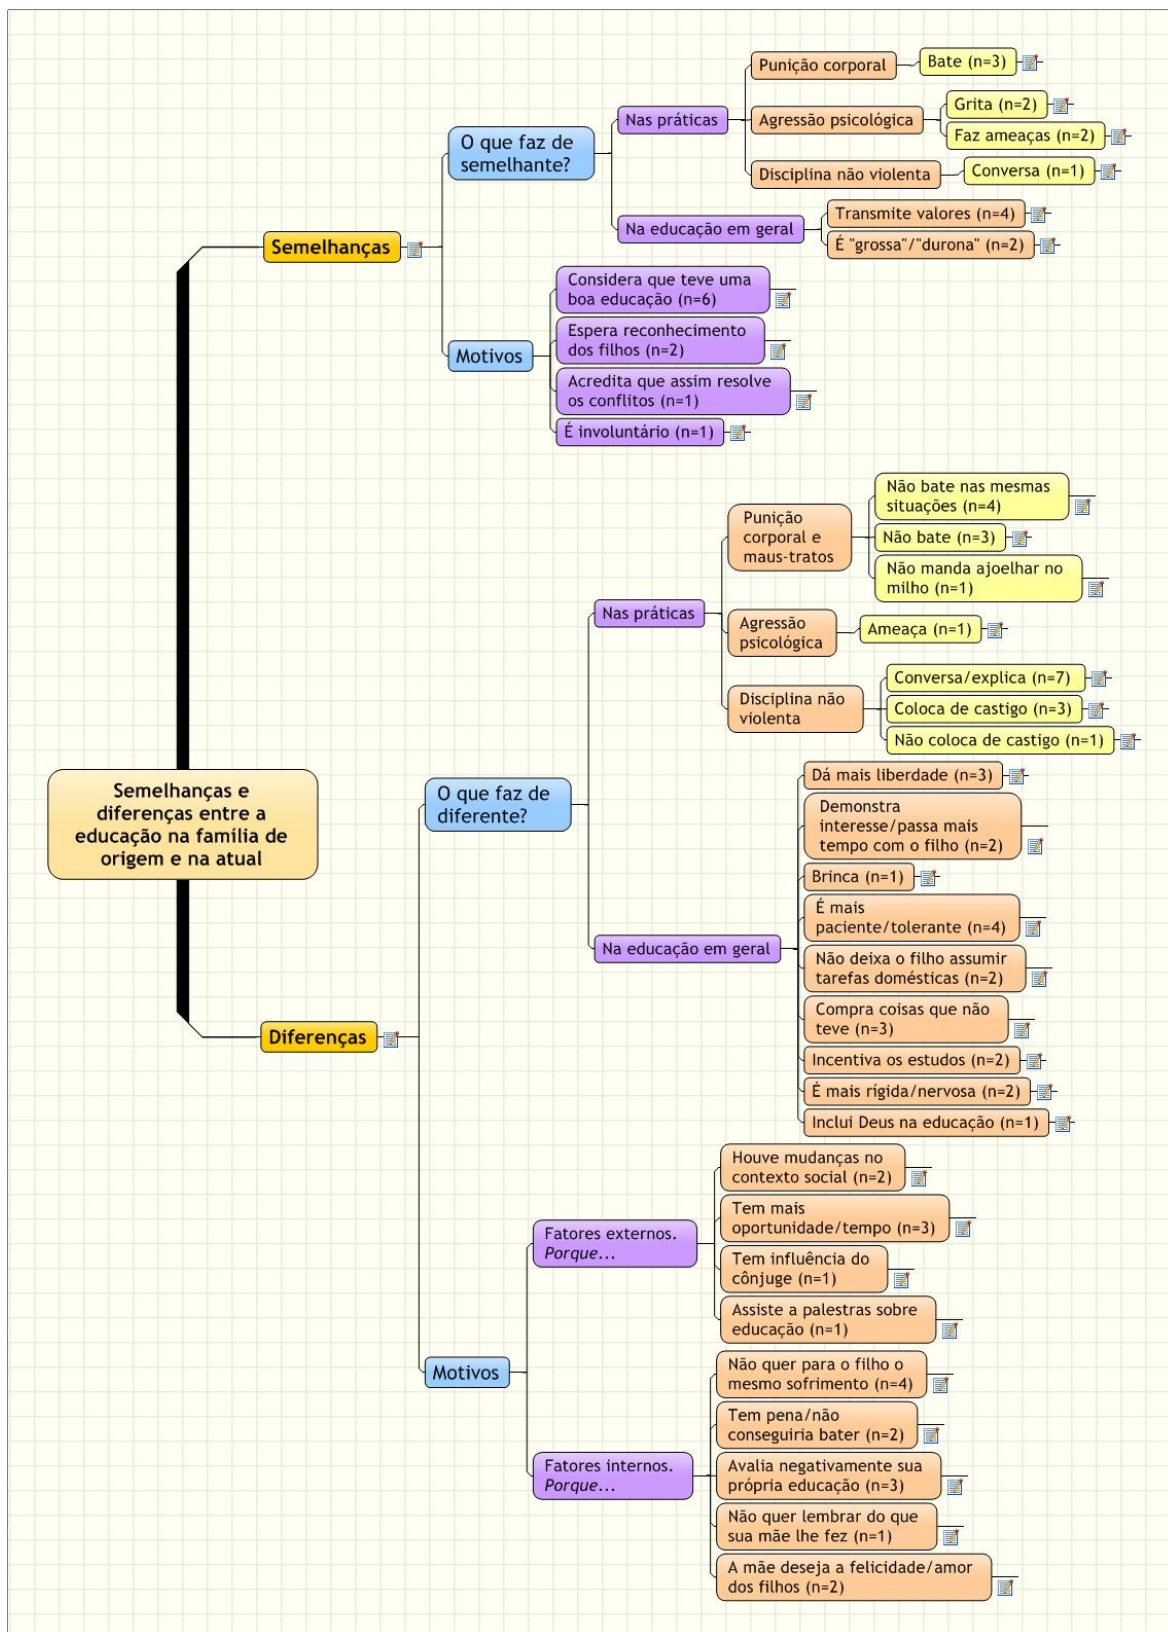 Semelhanças e
diferenças entre a
educação na família de
origem e na atual
Semelhanças
O que faz de
semelhante?
Nas práticas
Punição corporal
Bate (n=3)
Agressão psicológica
Grita (n=2)
Faz ameaças (n=2)
Disciplina não violenta
Conversa (n=1)
Na educação em geral
Transmite valores (n=4)
É "grossa"/"durona" (n=2)
Motivos
Considera que teve uma
boa educação (n=6)
Espera reconhecimento
dos filhos (n=2)
Acredita que assim resolve
os conflitos (n=1)
É involuntário (n=1)
Diferenças
O que faz de
diferente?
Nas práticas
Punição
corporal e
maus-tratos
Não bate nas mesmas
situações (n=4)
Não bate (n=3)
Não manda ajoelhar no
milho (n=1)
Agressão
psicológica
Ameaça (n=1)
Disciplina não
violenta
Conversa/explica (n=7)
Coloca de castigo (n=3)
Não coloca de castigo (n=1)
Na educação em geral
Dá mais liberdade (n=3)
Demonstra
interesse/passa mais
tempo com o filho (n=2)
Brinca (n=1)
É mais
paciente/tolerante (n=4)
Não deixa o filho assumir
tarefas domésticas (n=2)
Compra coisas que não
teve (n=3)
Incentiva os estudos (n=2)
É mais rígida/nervosa (n=2)
Inclui Deus na educação (n=1)
Motivos
Fatores externos.
Porque...
Houve mudanças no
contexto social (n=2)
Tem mais
oportunidade/tempo (n=3)
Tem influência do
cônjuge (n=1)
Assiste a palestras sobre
educação (n=1)
Fatores internos.
Porque...
Não quer para o filho o
mesmo sofrimento (n=4)
Tem pena/não
conseguiria bater (n=2)
Avalia negativamente sua
própria educação (n=3)
Não quer lembrar do que
sua mãe lhe fez (n=1)
A mãe deseja a felicidade/amor
dos filhos (n=2)